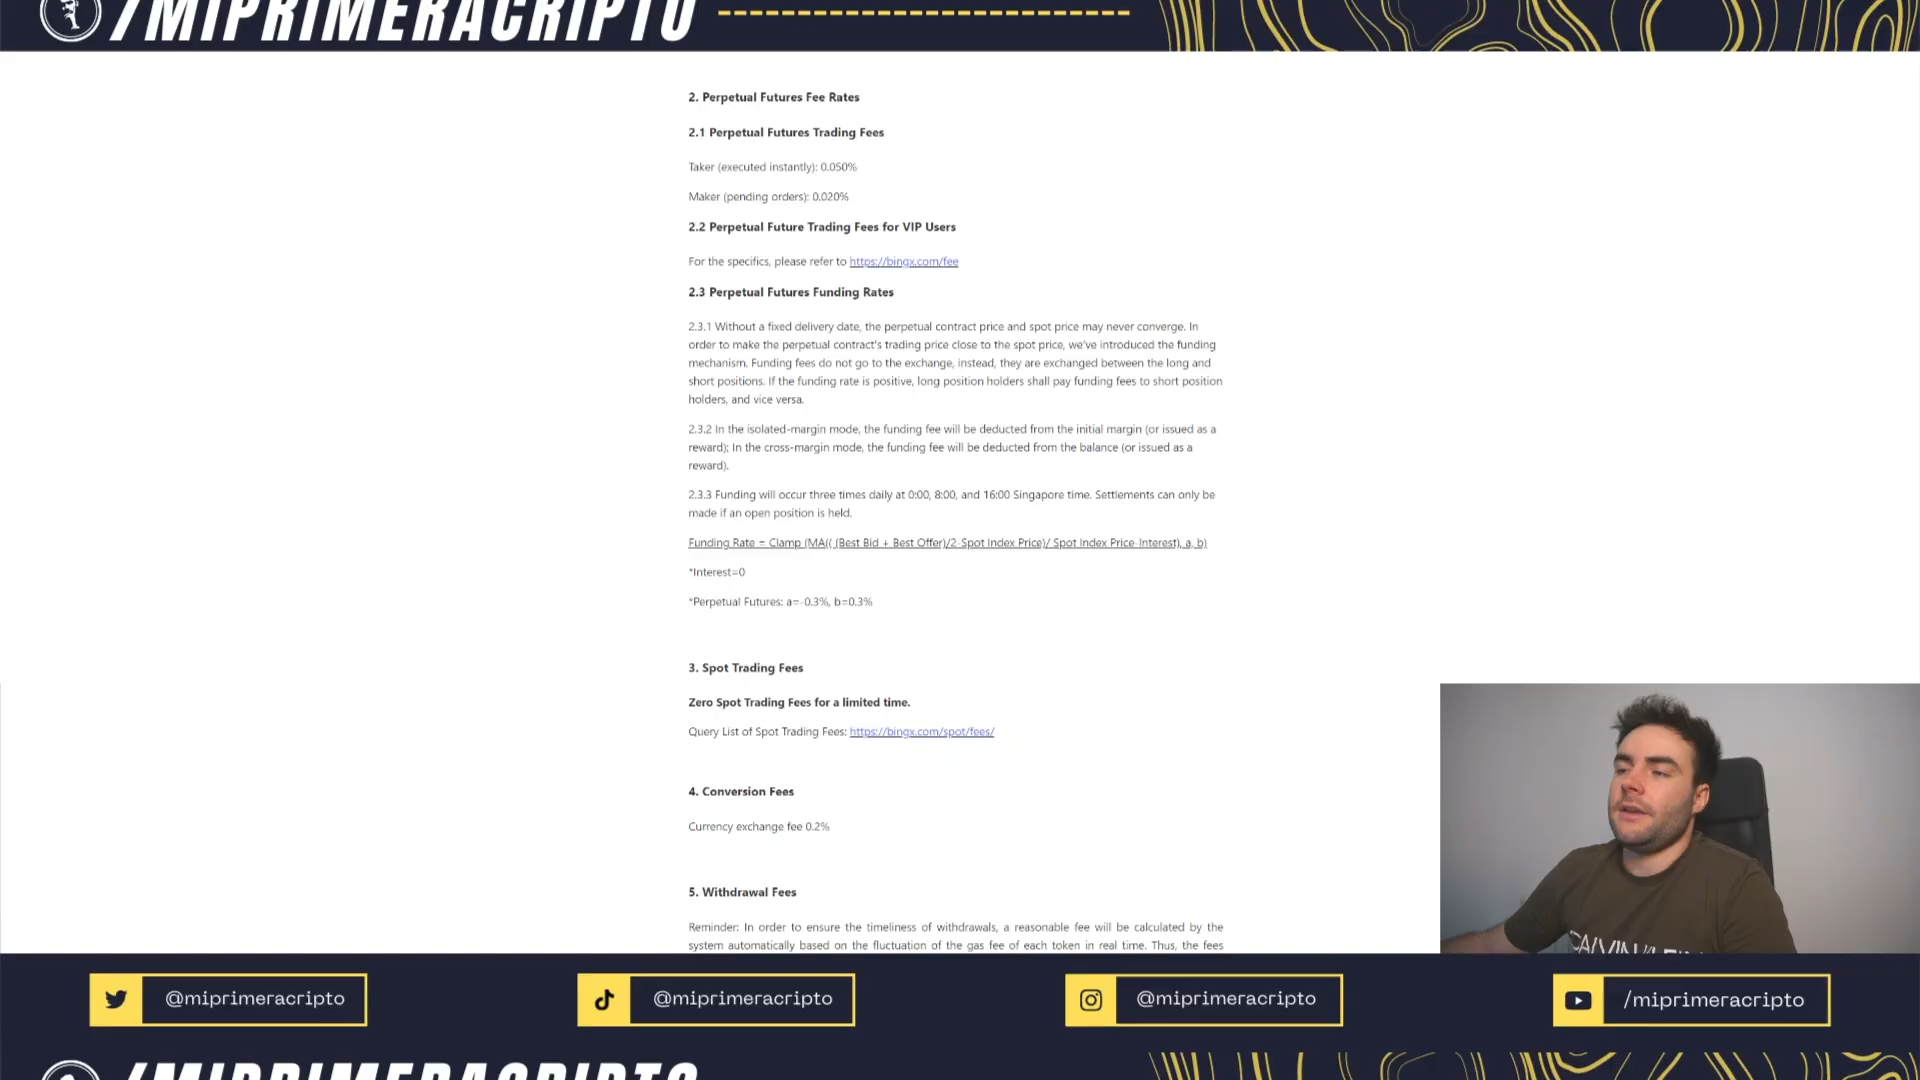 /MIPRIMERACRIPTO
2. Perpetual Futures Fee Rates
2.1 Perpetual Futures Trading Fees
Taker (executed instantly): 0.050%
Maker (pending orders): 0.020%
2.2 Perpetual Future Trading Fees for VIP Users
For the specifics, please refer to https://bingx.com/fee
2.3 Perpetual Futures Funding Rates
2.3.1 Without a fixed delivery date, the perpetual contract price and spot price may never converge. In
order to make the perpetual contract's trading price close to the spot price, we've introduced the funding
mechanism. Funding fees do not go to the exchange, instead, they are exchanged between the long and
short positions. If the funding rate is positive, long position holders shall pay funding fees to short position
holders, and vice versa.
2.3.2 In the isolated-margin mode, the funding fee will be deducted from the initial margin (or issued as a
reward); In the cross-margin mode, the funding fee will be deducted from the balance (or issued as a
reward).
2.3.3 Funding will occur three times daily at 0:00, 8:00, and 16:00 Singapore time. Settlements can only be
made if an open position is held.
Funding Rate = Clamp (MA(( (Best Bid + Best Offer)/2-Spot Index Price)/ Spot Index Price-Interest), a, b)
*Interest=0
*Perpetual Futures: a=-0.3%, b=0.3%
3. Spot Trading Fees
Zero Spot Trading Fees for a limited time.
Query List of Spot Trading Fees: https://bingx.com/spot/fees/
4. Conversion Fees
Currency exchange fee 0.2%
5. Withdrawal Fees
Reminder: In order to ensure the timeliness of withdrawals, a reasonable fee will be calculated by the
system automatically based on the fluctuation of the gas fee of each token in real time. Thus, the fees
CALVIN KLEIN
@miprimeracripto
@miprimeracripto
@miprimeracripto
/miprimeracripto
/MIPRIMERACRIPTO